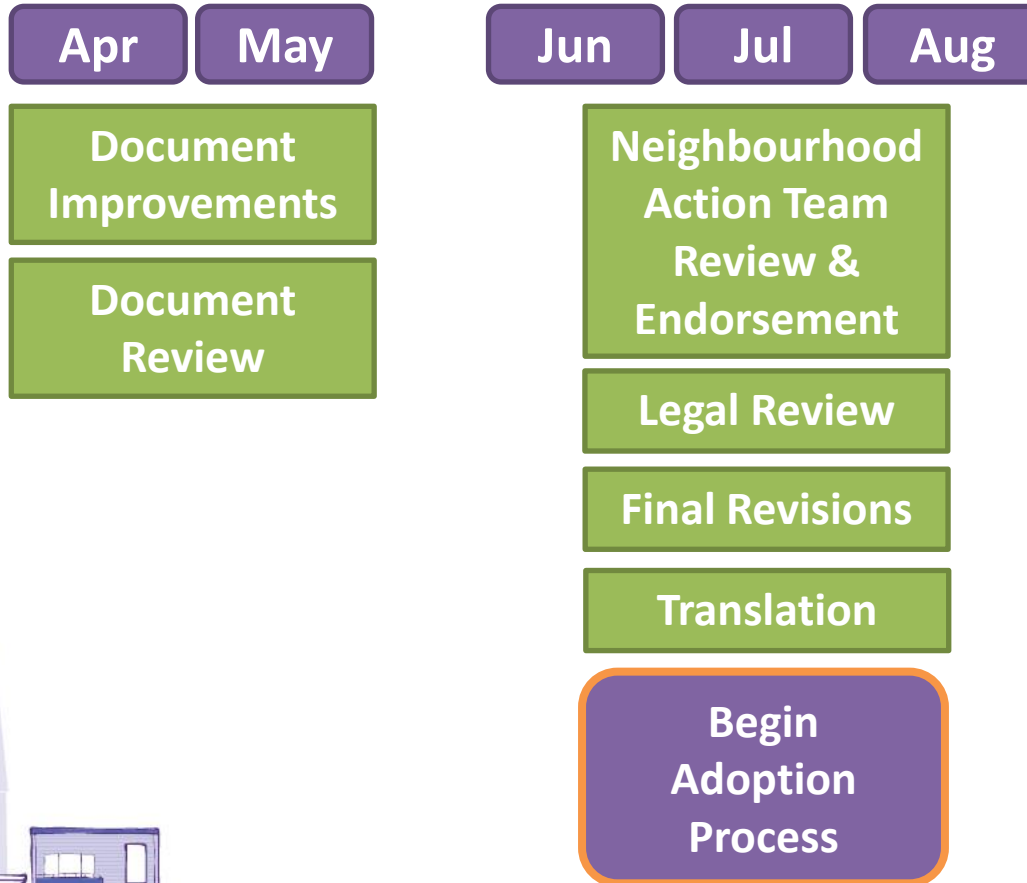 Apr May Jun Jul Aug
Document
Improvements
Document
Review
Neighbourhood
Action Team
Review &
Endorsement
Legal Review
Final Revisions
Translation
Begin
Adoption
Process